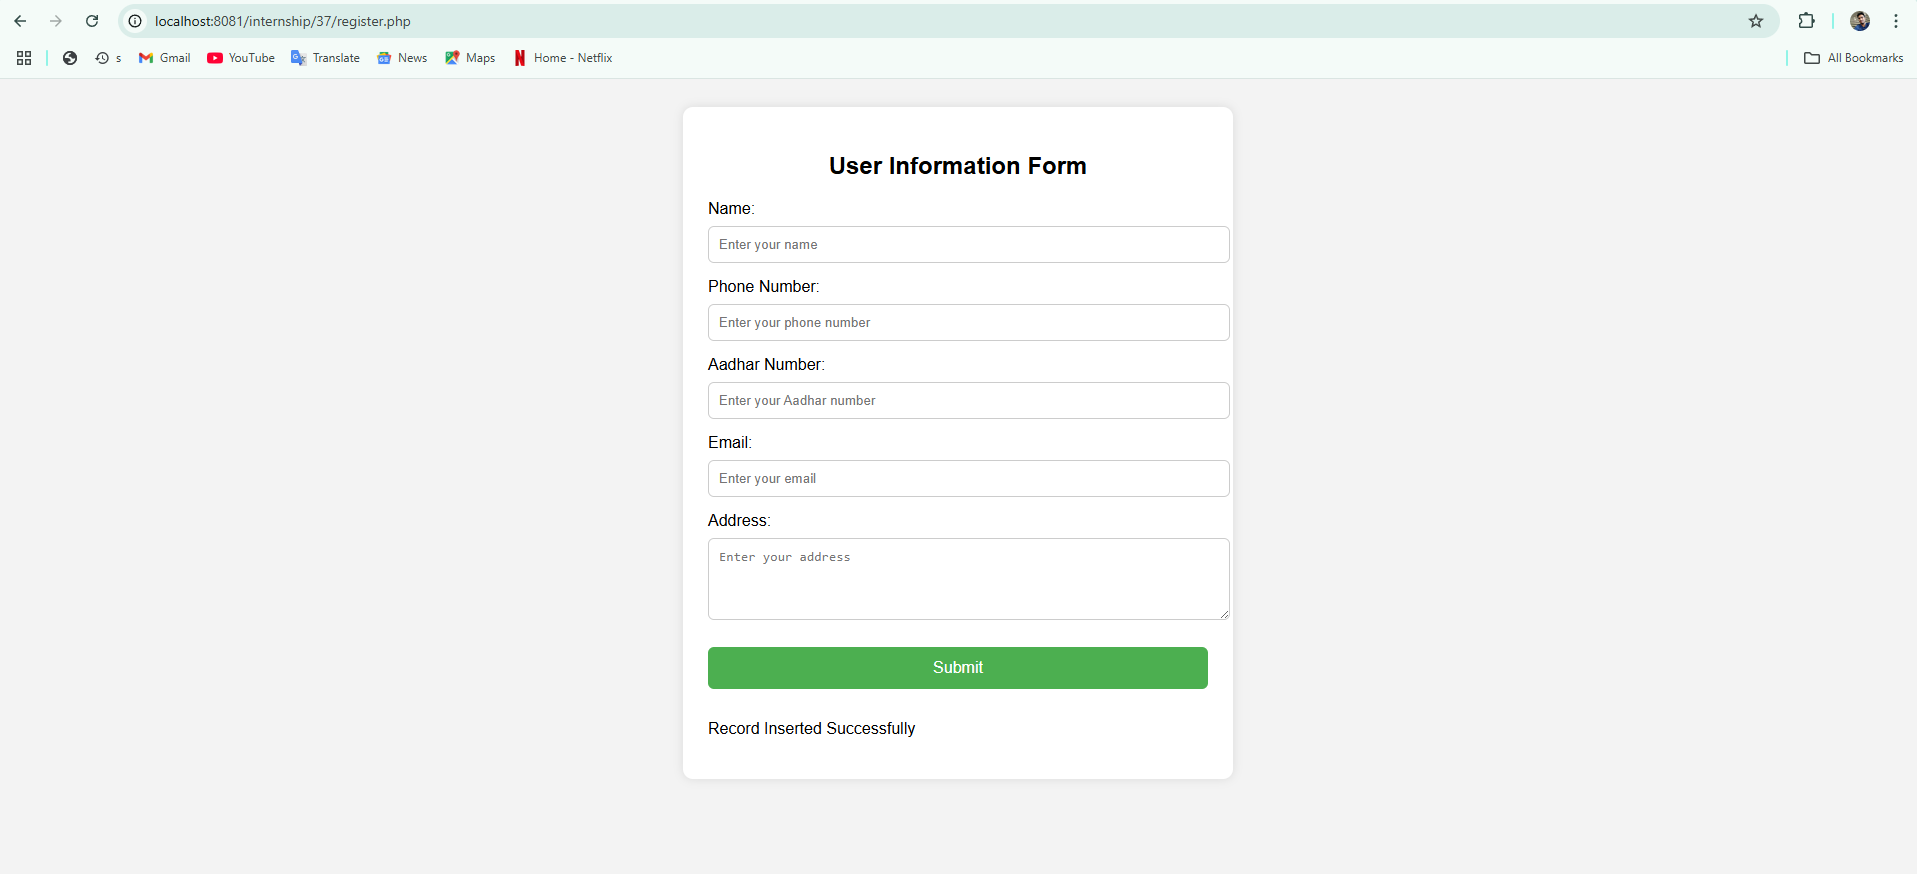 localhost:8081/internship/37/register.php
s Gmail YouTube Translate News Maps Home - Netflix All Bookmarks
User Information Form
Name:
Enter your name
Phone Number:
Enter your phone number
Aadhar Number:
Enter your Aadhar number
Email:
Enter your email
Address:
Enter your address
Submit
Record Inserted Successfully